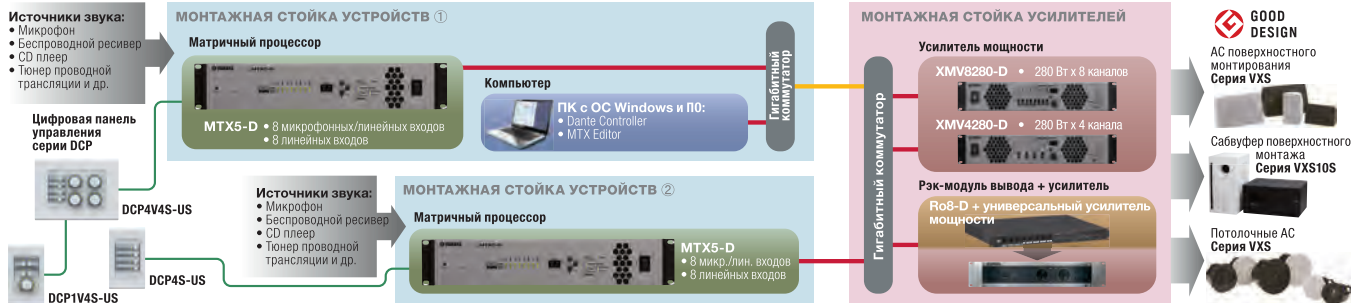 Источники звука:
• Микрофон
• Беспроводной ресивер
• CD плеер
• Тюнер проводной
трансляции и др.
МОНТАЖНАЯ СТОЙКА УСТРОЙСТВ ①
Матричный процессор
MTX5-D • 8 микрофонных/линейных входов
• 8 линейных входов
Компьютер
ПК с ОС Windows и ПО:
• Dante Controller
• MTX Editor
Гигабитный
коммутатор
Цифровая панель
управления
серии DCP
DCP4V4S-US
DCP1V4S-US
DCP4S-US
Источники звука:
• Микрофон
• Беспроводной ресивер
• CD плеер
• Тюнер проводной
трансляции и др.
МОНТАЖНАЯ СТОЙКА УСТРОЙСТВ ②
Матричный процессор
MTX5-D
• 8 микр./лин. входов
• 8 линейных входов
МОНТАЖНАЯ СТОЙКА УСИЛИТЕЛЕЙ
Гигабитный коммутатор
Усилитель мощности
XMV8280-D • 280 Вт x 8 каналов
XMV4280-D • 280 Вт x 4 канала
Рэк-модуль вывода + усилитель
Ro8-D + универсальный усилитель
мощности
GOOD
DESIGN
АС поверхностного
монтирования
Серия VXS
Сабвуфер поверхностного
монтажа
Серия VXS10S
Потолочные АС
Серия VXS